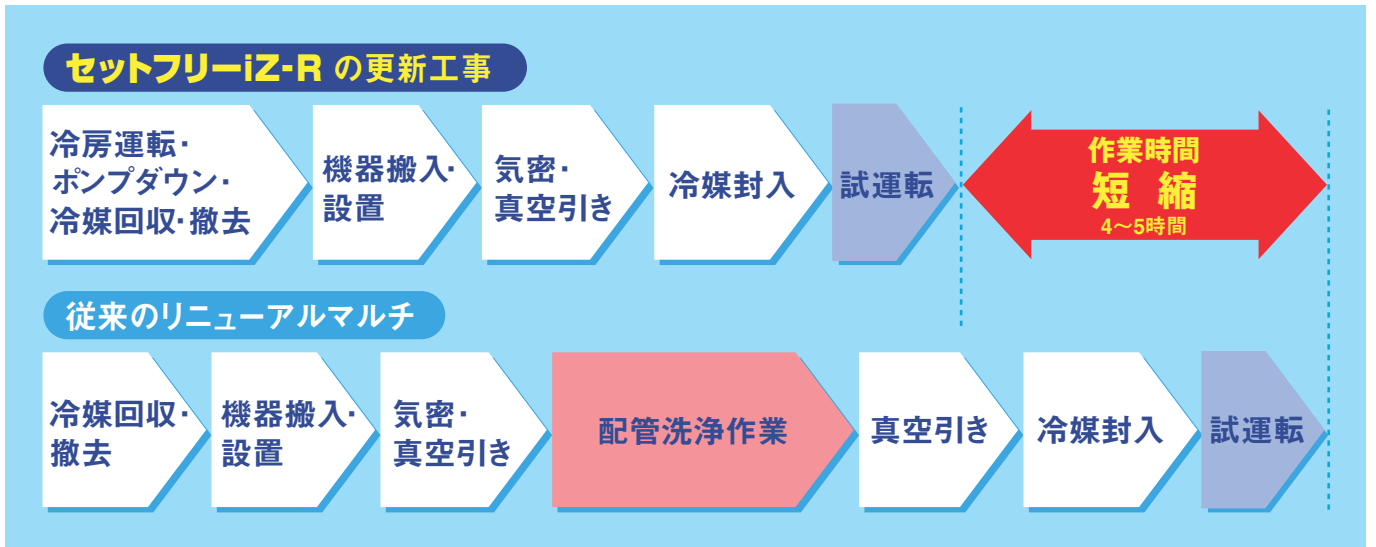 セットフリーiZ-R の更新工事
冷房運転・
ポンプダウン・
冷媒回収・撤去
機器搬入・
設置
気密・
真空引き
冷媒封入
試運転
作業時間
短縮
4〜5時間
従来のリニューアルマルチ
冷媒回収・
撤去
機器搬入・
設置
気密・
真空引き
配管洗浄作業
真空引き
冷媒封入
試運転